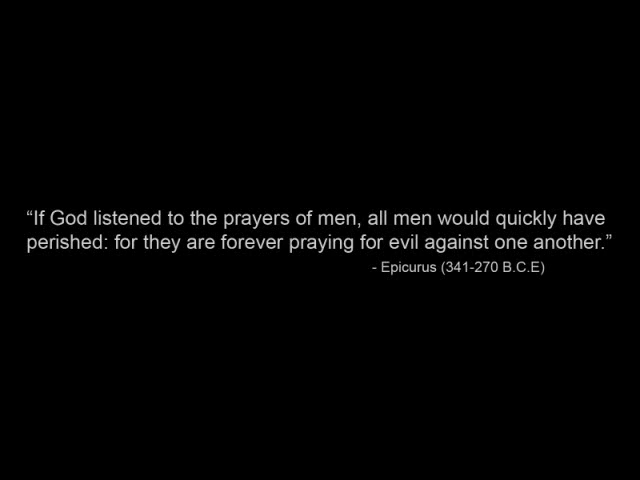 “If God listened to the prayers of men, all men would quickly have
perished: for they are forever praying for evil against one another.”
- Epicurus (341-270 B.C.E)